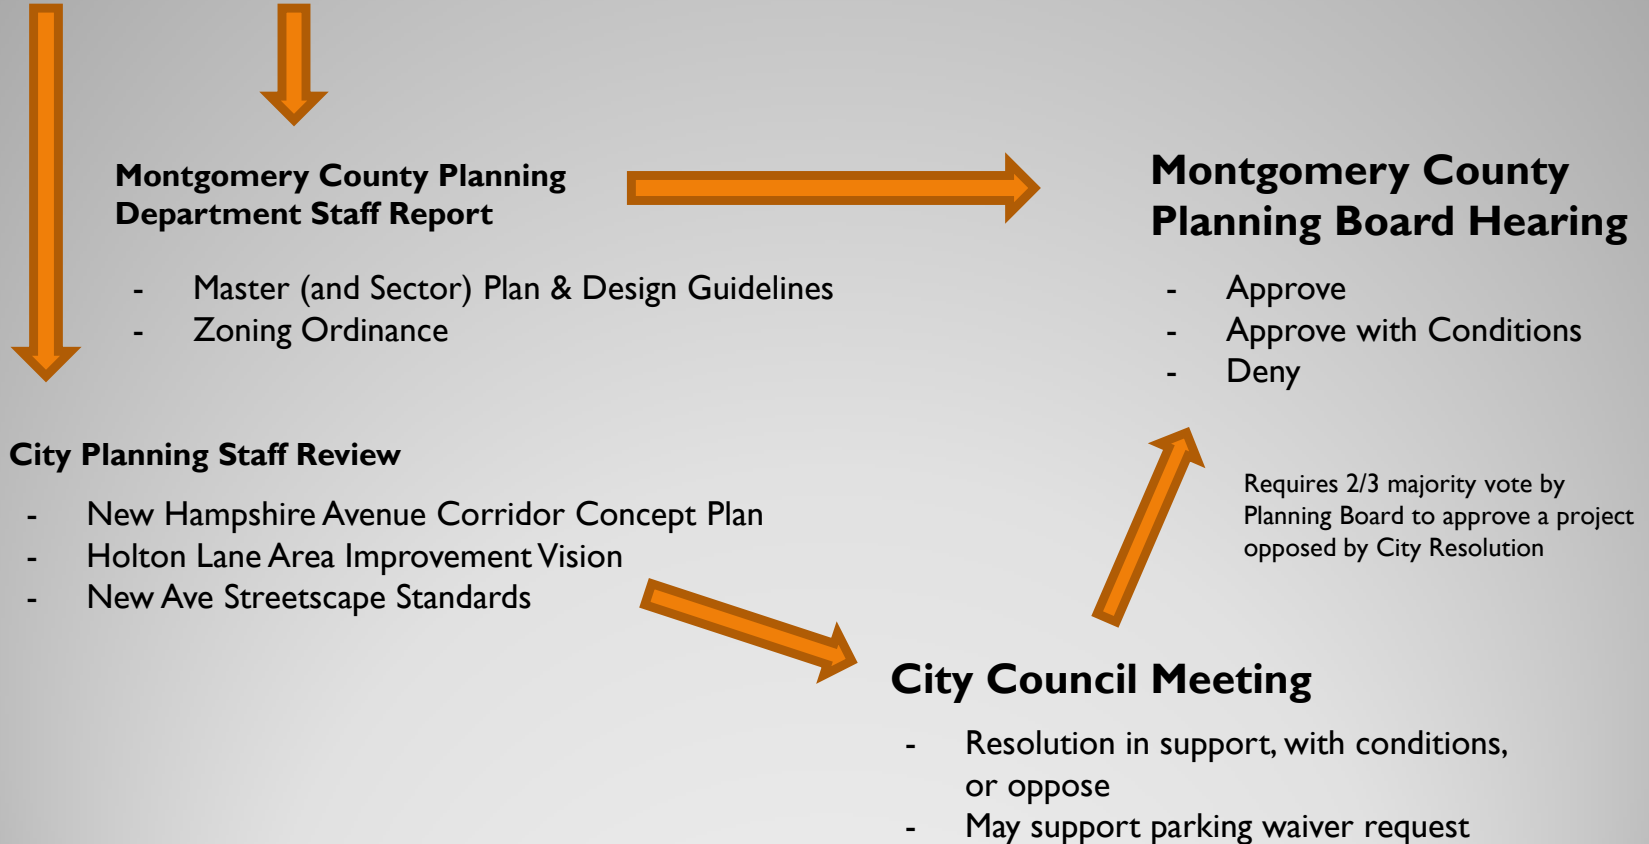 Montgomery County Planning
Department Staff Report
- Master (and Sector) Plan & Design Guidelines
- Zoning Ordinance
Montgomery County
Planning Board Hearing
- Approve
- Approve with Conditions
- Deny
City Planning Staff Review
- New Hampshire Avenue Corridor Concept Plan
- Holton Lane Area Improvement Vision
- New Ave Streetscape Standards
Requires 2/3 majority vote by
Planning Board to approve a project
opposed by City Resolution
City Council Meeting
- Resolution in support, with conditions,
or oppose
- May support parking waiver request